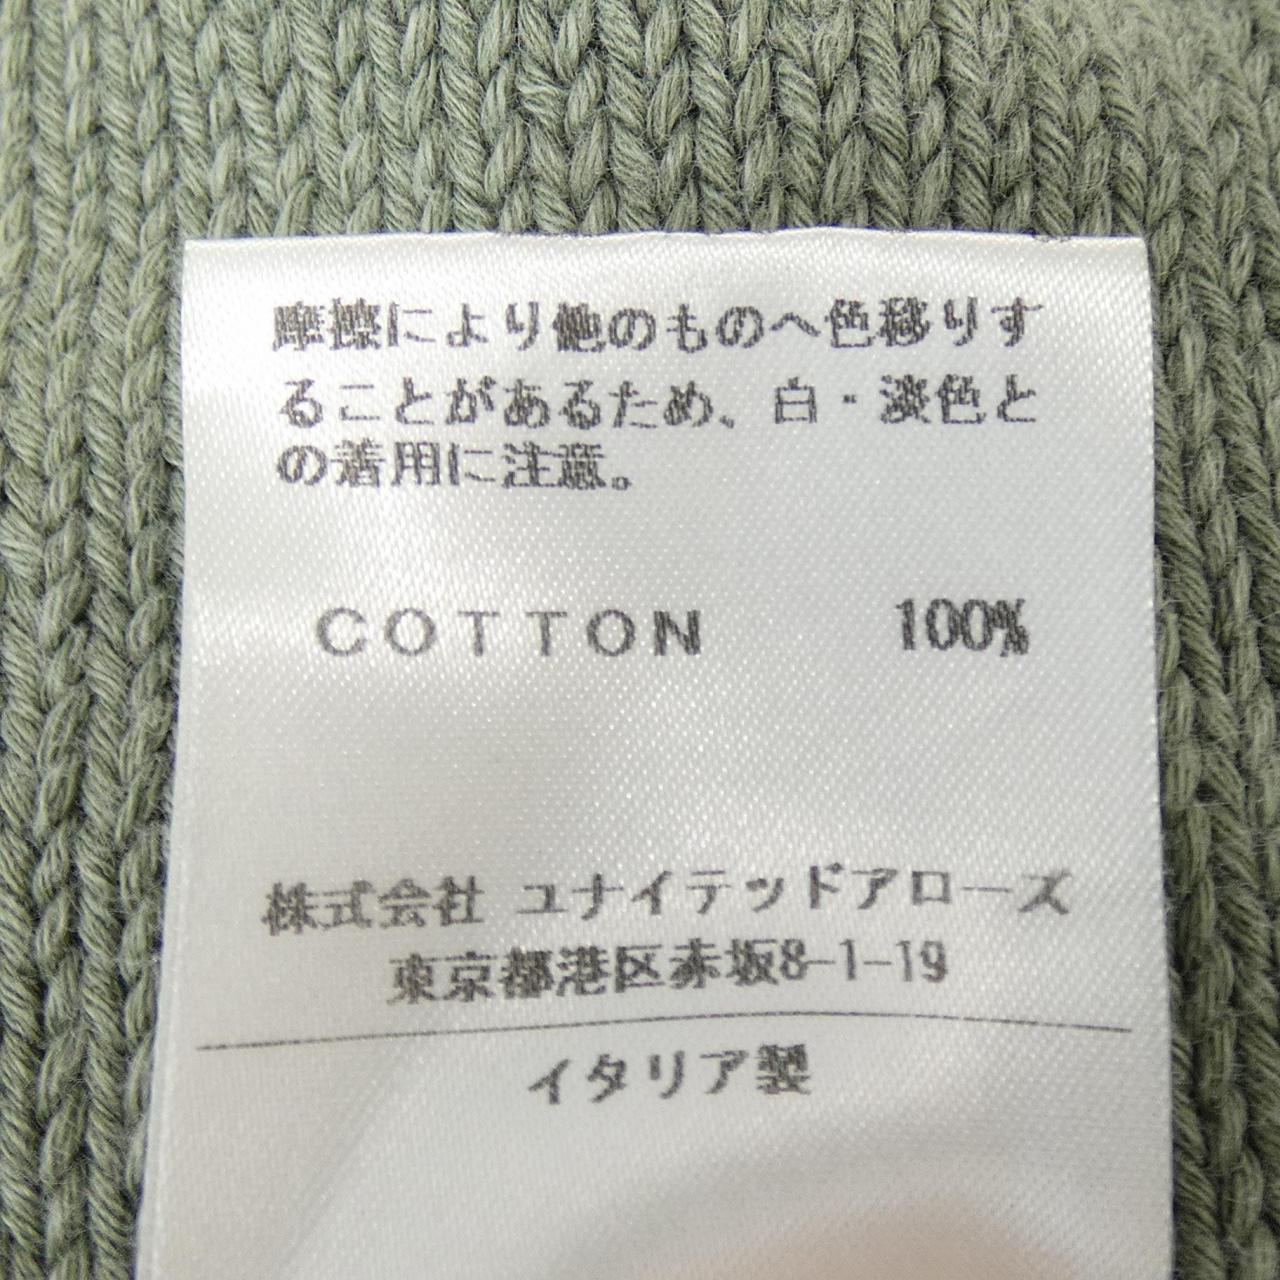 摩擦により他のものへ色移りす
ることがあるため、白・淡色と
の着用に注意。
COTTON 100%
株式会社 ユナイテッドアローズ
東京都港区赤坂8-1-19
イタリア製